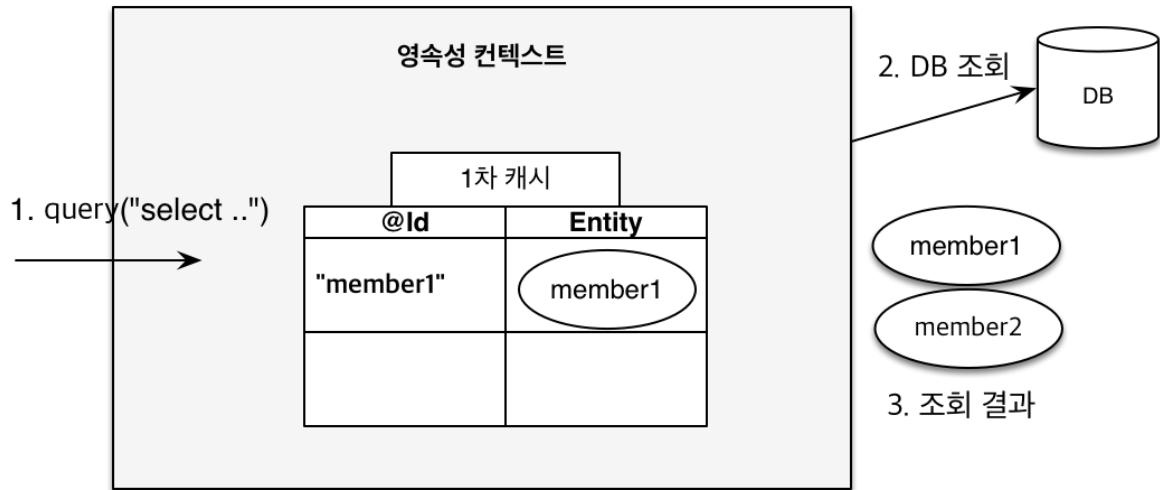 영속성 컨텍스트
2. DB 조회
DB
1차 캐시
1. query("select ..")
@Id
Entity
"member1"
member1
member1
member2
3. 조회 결과